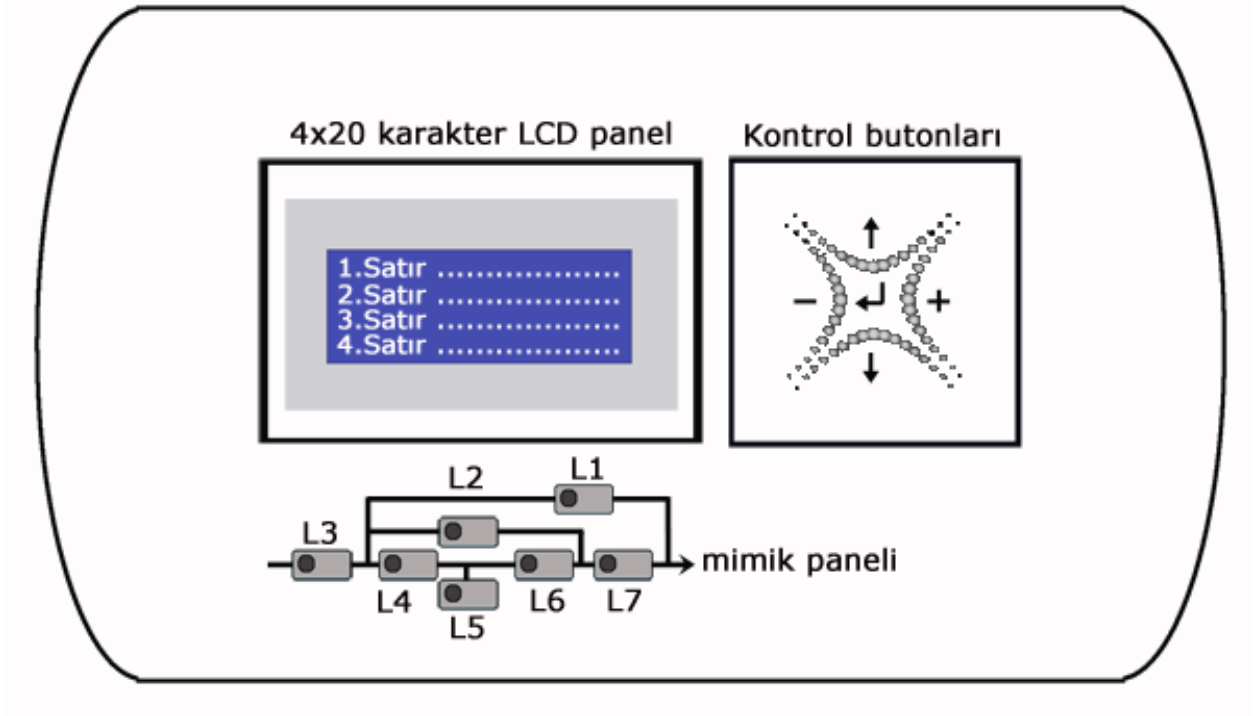 4x20 karakter LCD panel
Kontrol butonları
1.Satır ...................
2.Satır ...................
3.Satır ...................
4.Satır ...................
- +
L1
L2
L3
mimik paneli
L4
L6
L7
L5